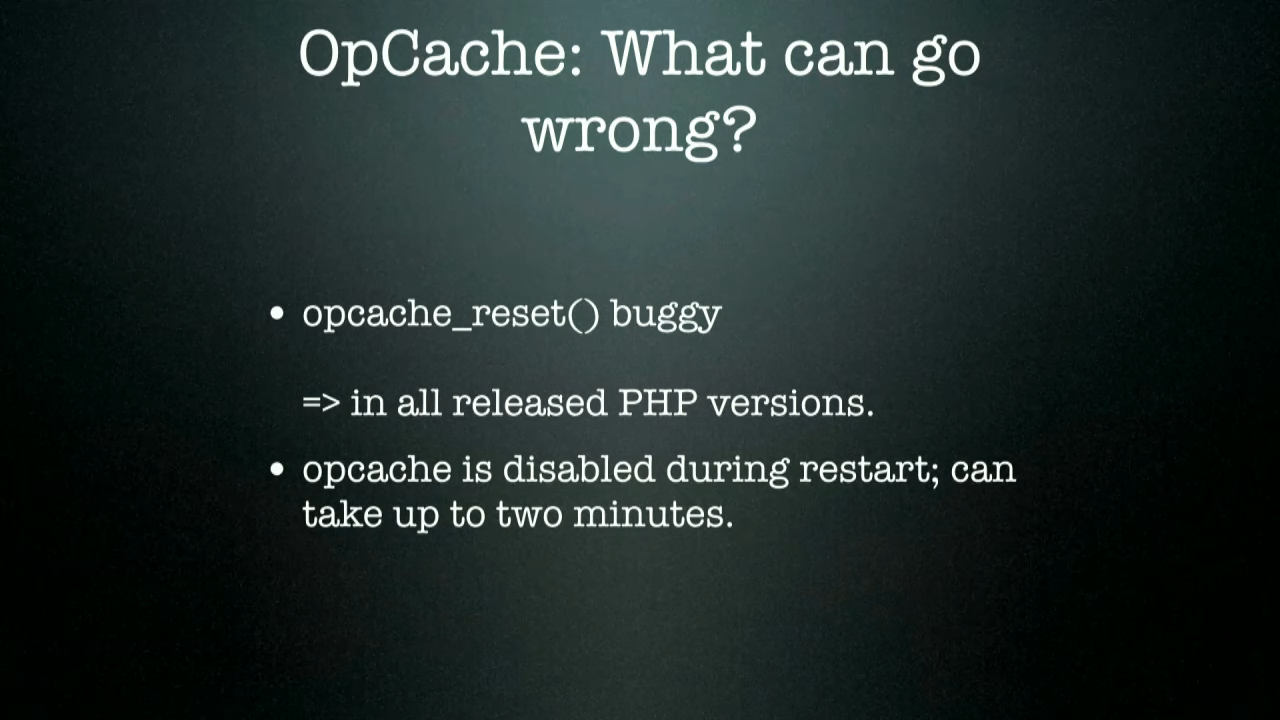 OpCache: What can go
wrong?
• opcache_reset() buggy
=> in all released PHP versions.
• opcache is disabled during restart; can
take up to two minutes.